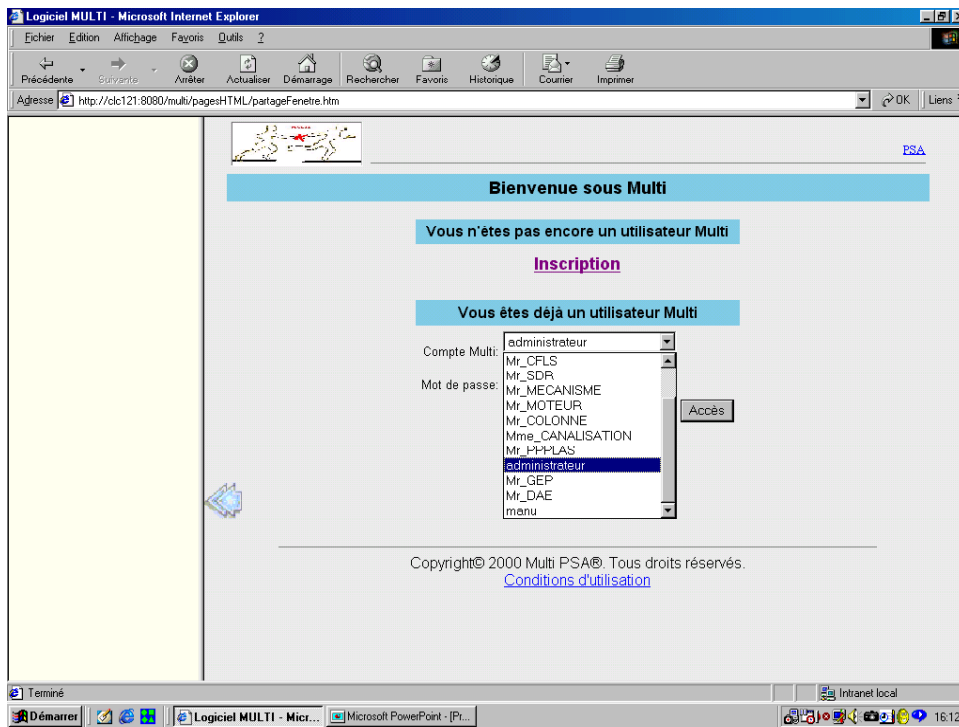 Logiciel MULTI - Microsoft Internet Explorer
Fichier Edition Affichage Favoris Outils ?
Précédente Suivante Arrêter Actualiser Démarrage Rechercher Favoris Historique Courrier Imprimer
Adresse http://clc121:8080/multi/pagesHTML/partageFenetre.htm OK Liens
PSA
Bienvenue sous Multi
Vous n'êtes pas encore un utilisateur Multi
Inscription
Vous êtes déjà un utilisateur Multi
Compte Multi: administrateur
Mot de passe:
Mr_CFLS
Mr_SDR
Mr_MECANISME
Mr_MOTEUR
Mr_COLONNE
Accès
Mme_CANALISATION
Mr_PPPLAS
administrateur
Mr_GEP
Mr_DAE
manu
Copyright© 2000 Multi PSA®. Tous droits réservés.
Conditions d'utilisation
Terminé Intranet local
Démarrer Logiciel MULTI - Micr... Microsoft PowerPoint - [Pr... 16:12